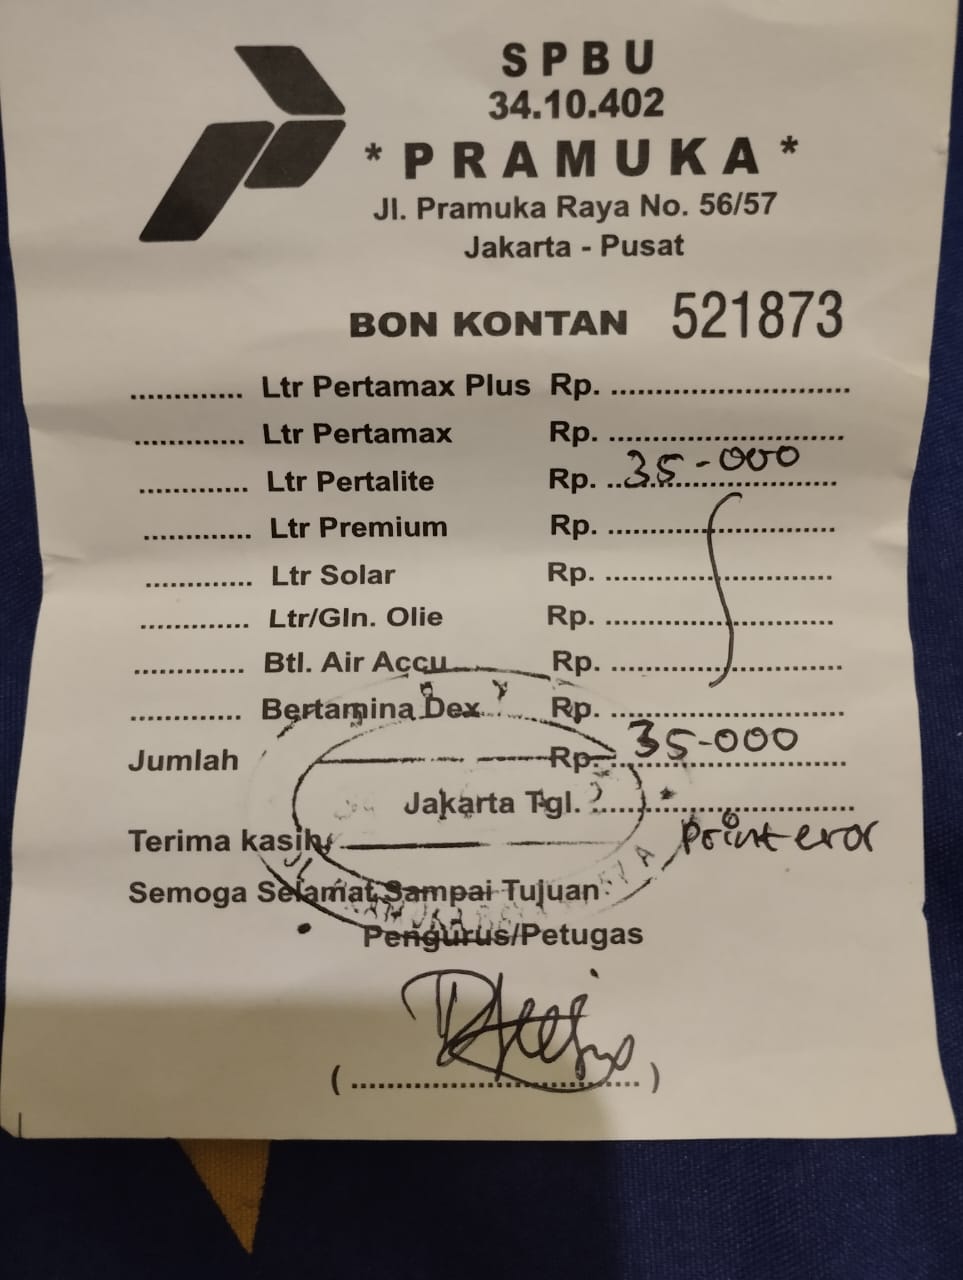 SPBU
34.10.402
* PRAMUKA *
Jl. Pramuka Raya No. 56/57
Jakarta - Pusat
BON KONTAN 521873
............. Ltr Pertamax Plus Rp. ..............................
............. Ltr Pertamax Rp. ..............................
............. Ltr Pertalite Rp. 35-000
............. Ltr Premium Rp. ..............................
............. Ltr Solar Rp. ..............................
............. Ltr/Gln. Olie Rp. ..............................
............. Btl. Air Accu Rp. ..............................
............. Bertamina Dex Rp. ..............................
Jumlah Rp. 35-000
Jakarta Tgl. ..............................
Print eror
Terima kasih
Semoga Selamat Sampai Tujuan
Pengurus/Petugas
( .................................. )